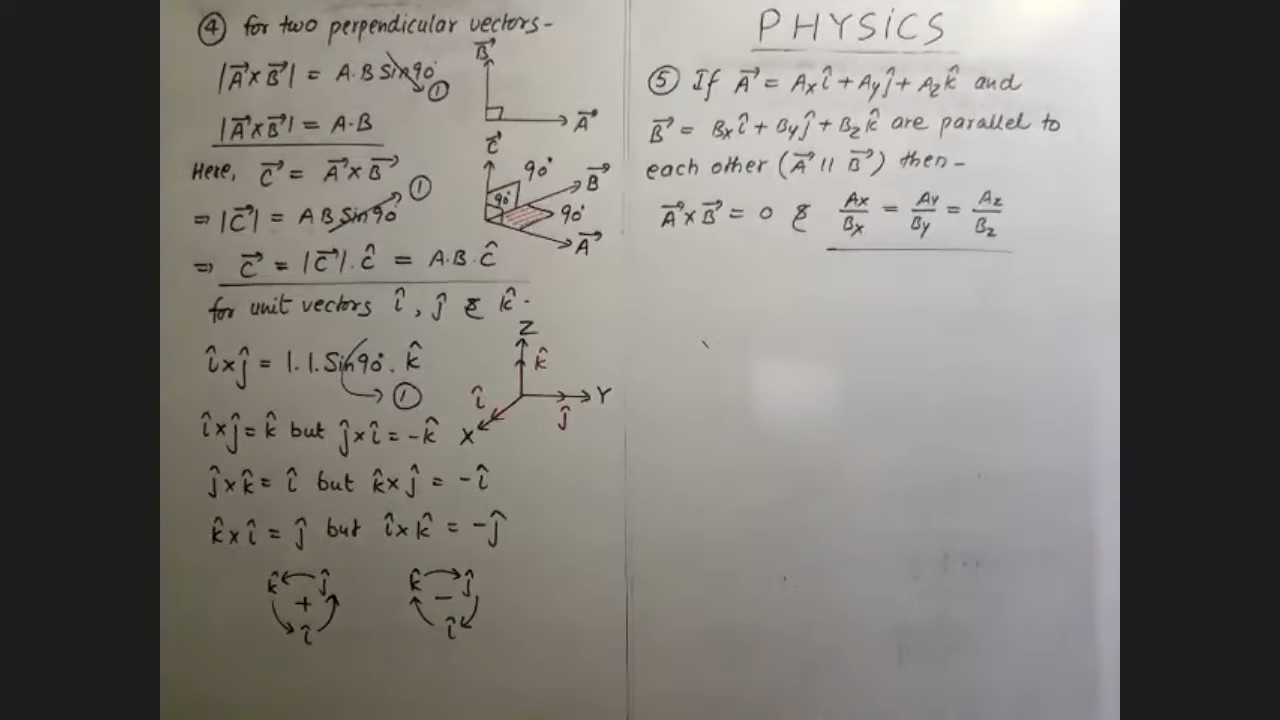 ④ for two perpendicular vectors-
|A⃗×B⃗| = A.B Sin90° ①
|A⃗×B⃗| = A.B
B⃗
A⃗
Here, C⃗ = A⃗×B⃗
⇒ |C⃗| = A B Sin90° ①
⇒ C⃗ = |C⃗|.ĉ = A.B.ĉ
C⃗
90°
B⃗
90°
90°
A⃗
for unit vectors î, ĵ & k̂.
î×ĵ = 1.1.Sin90°. k̂
①
Z
k̂
Y
ĵ
î
X
î×ĵ = k̂ but ĵ×î = -k̂
ĵ×k̂ = î but k̂×ĵ = -î
k̂×î = ĵ but î×k̂ = -ĵ
k̂ ĵ k̂ ĵ
+ -
î î
PHYSiCS
⑤ If A⃗ = Axî + Ayĵ + Azk̂ and
B⃗ = Bxî + Byĵ + Bzk̂ are parallel to
each other (A⃗ || B⃗) then-
A⃗×B⃗ = 0 & Ax/Bx = Ay/By = Az/Bz